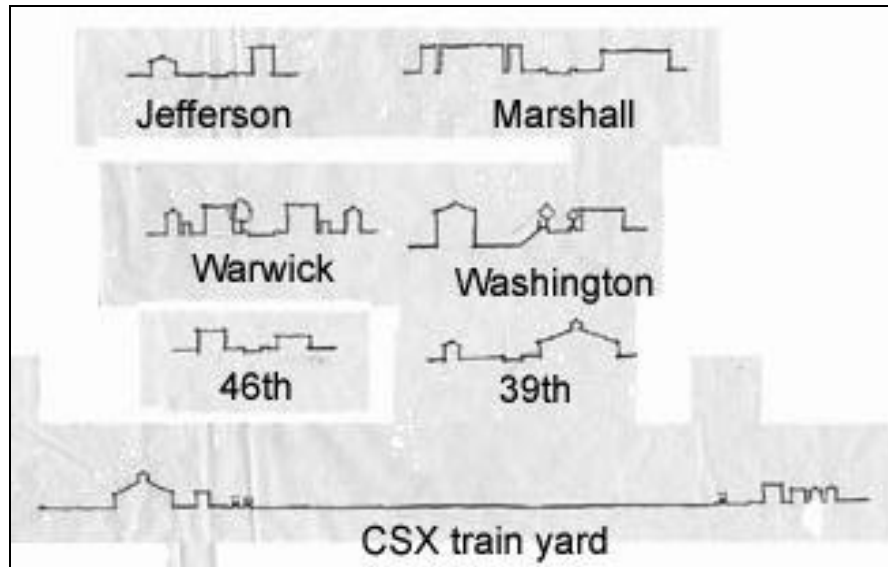 Jefferson
Marshall
Warwick
Washington
46th
39th
CSX train yard